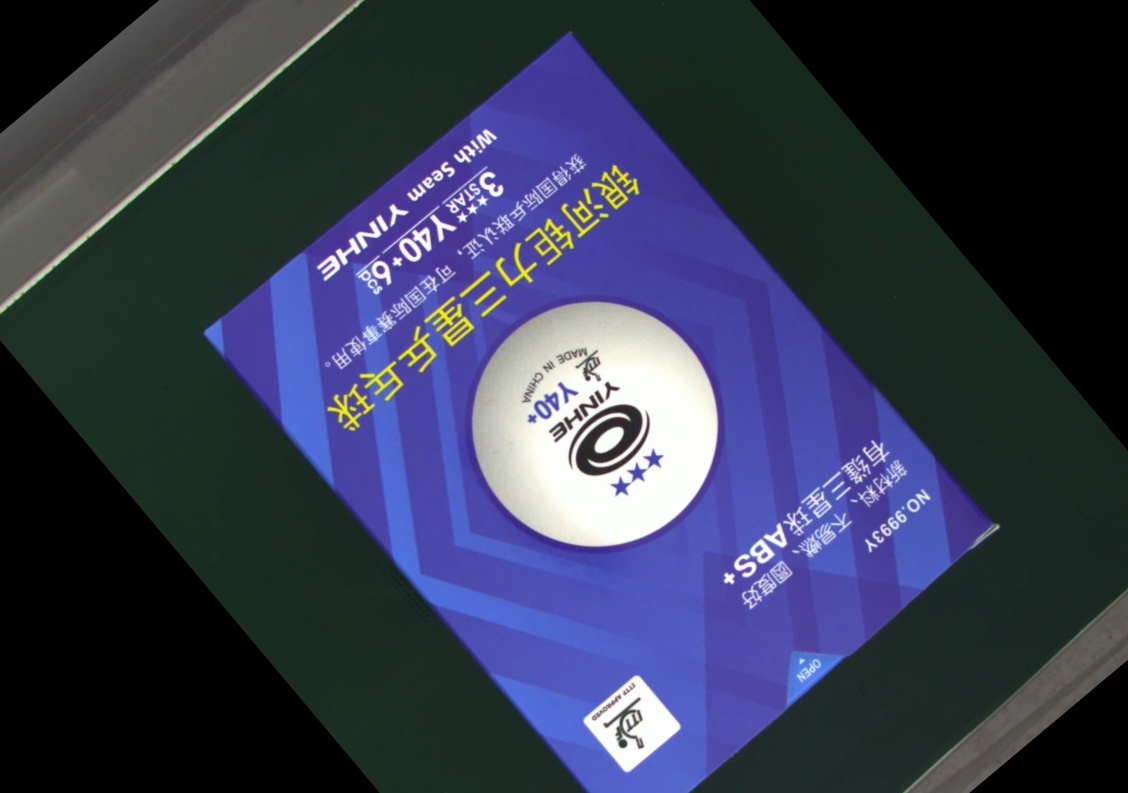 OPEN
NO.9993Y
新材料、不易燃、圆度好
有缝三星球ABS+
ITTF APPROVED
YINHE
Y40+
MADE IN CHINA
银河钜力三星乒乓球
获得国际乒联认证，可在国际赛事使用。
3 STAR Y40+ 6 PCS
With Seam YINHE